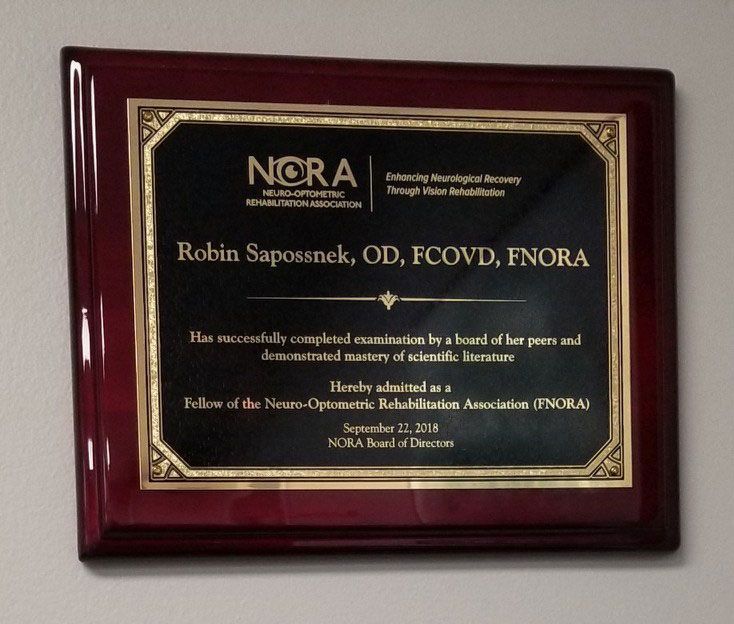 NORA
NEURO-OPTOMETRIC
REHABILITATION ASSOCIATION
Enhancing Neurological Recovery
Through Vision Rehabilitation
Robin Sapossnek, OD, FCOVD, FNORA
Has successfully completed examination by a board of her peers and
demonstrated mastery of scientific literature
Hereby admitted as a
Fellow of the Neuro-Optometric Rehabilitation Association (FNORA)
September 22, 2018
NORA Board of Directors